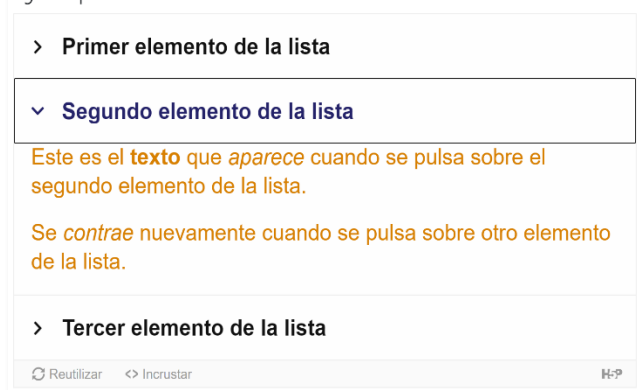 Primer elemento de la lista
Segundo elemento de la lista
Este es el texto que aparece cuando se pulsa sobre el
segundo elemento de la lista.
Se contrae nuevamente cuando se pulsa sobre otro elemento
de la lista.
Tercer elemento de la lista
Reutilizar <> Incrustar H5P